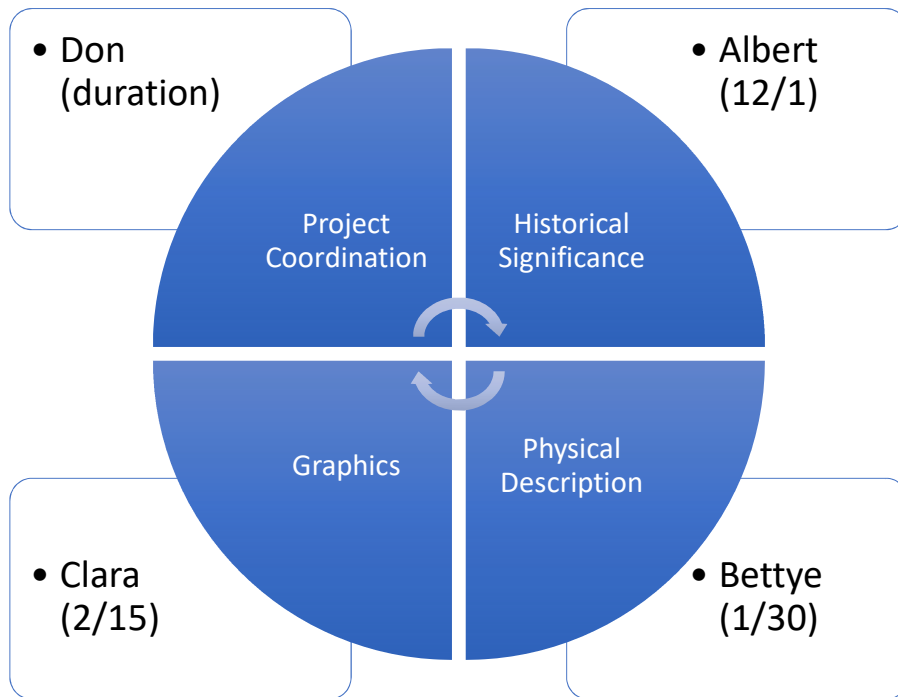 • Don
(duration)
• Albert
(12/1)
Project
Coordination
Historical
Significance
Graphics
Physical
Description
• Clara
(2/15)
• Bettye
(1/30)